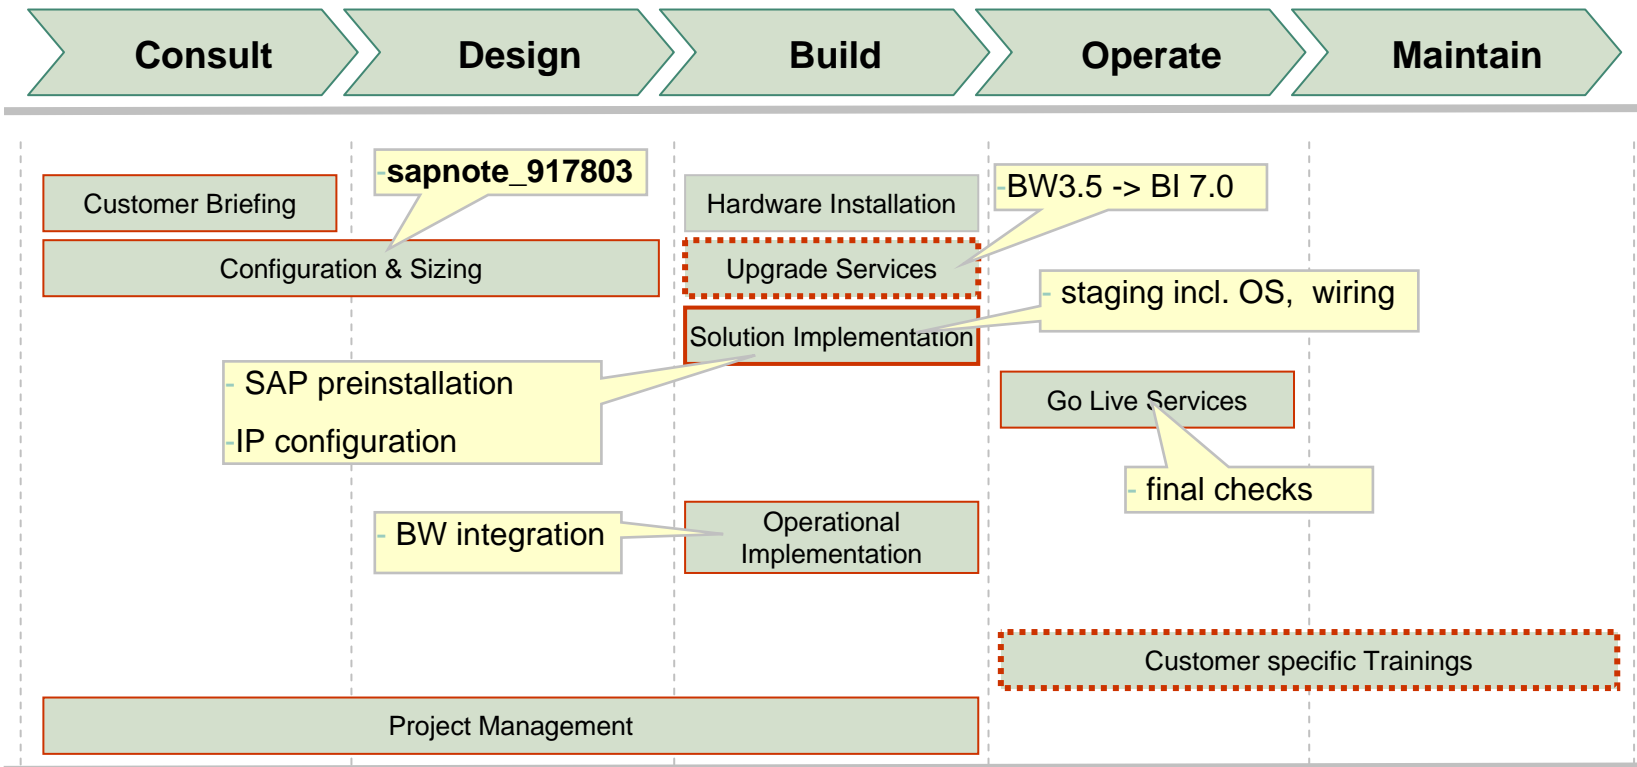 Consult
Design
Build
Operate
Maintain
-sapnote_917803
Customer Briefing
Hardware Installation
-BW3.5 -> BI 7.0
Configuration & Sizing
Upgrade Services
- staging incl. OS, wiring
Solution Implementation
- SAP preinstallation
-IP configuration
Go Live Services
- final checks
- BW integration
Operational
Implementation
Customer specific Trainings
Project Management